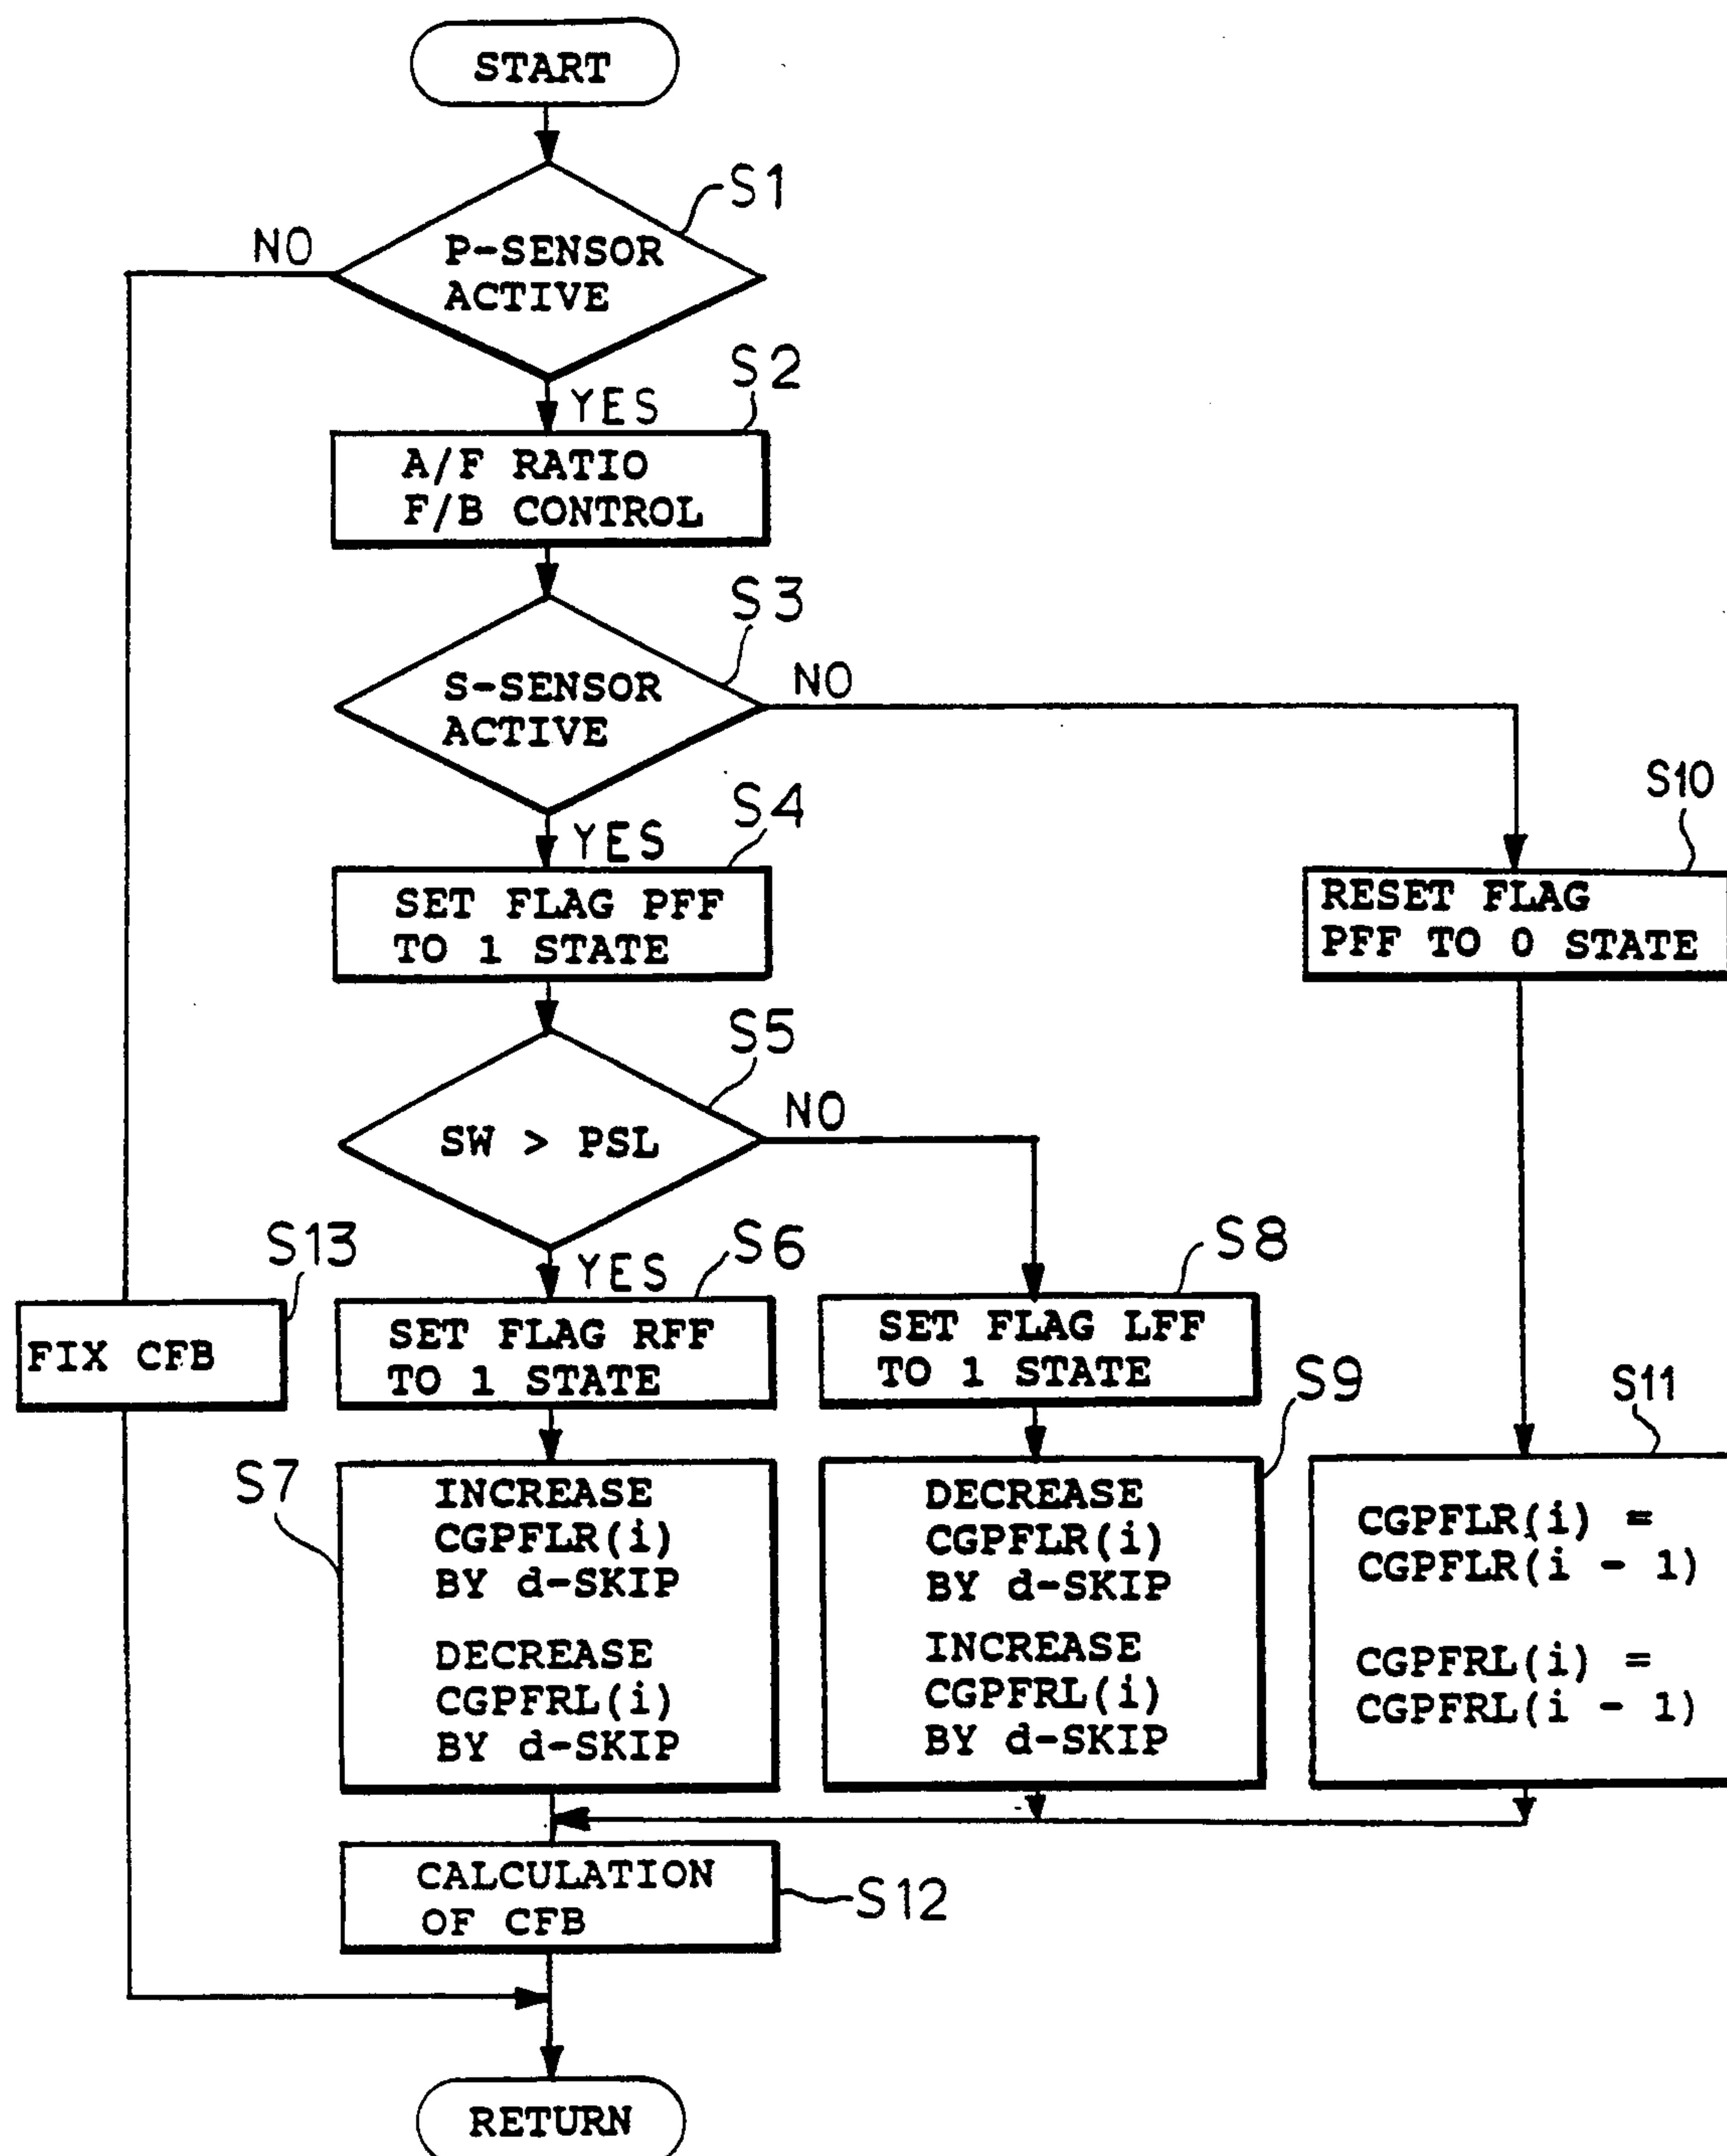 START
S1
NO
P-SENSOR
ACTIVE
S2
YES
A/F RATIO
F/B CONTROL
S3
NO
S-SENSOR
ACTIVE
S4
S10
YES
SET FLAG PFF
TO 1 STATE
RESET FLAG
PFF TO 0 STATE
S5
NO
SW > PSL
S13
S6
S8
YES
FIX CFB
SET FLAG RFF
TO 1 STATE
SET FLAG LFF
TO 1 STATE
S9
S11
S7
INCREASE
CGPFLR(i)
BY d-SKIP
DECREASE
CGPFRL(i)
BY d-SKIP
DECREASE
CGPFLR(i)
BY d-SKIP
INCREASE
CGPFRL(i)
BY d-SKIP
CGPFLR(i) =
CGPFLR(i - 1)
CGPFRL(i) =
CGPFRL(i - 1)
CALCULATION
OF CFB
S12
RETURN